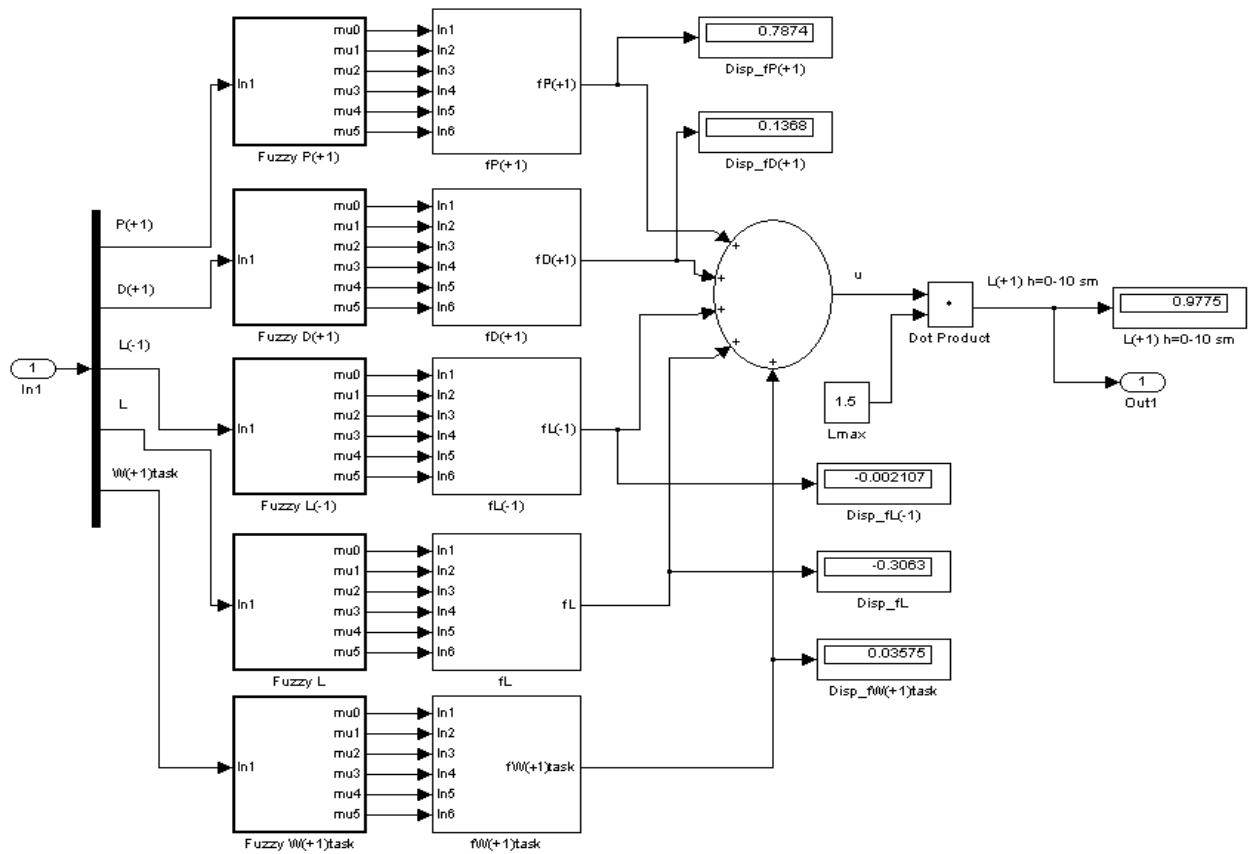 In1
mu0
mu1
mu2
mu3
mu4
mu5
Fuzzy P(+1)
In1
In2
In3
In4
In5
In6
fP(+1)
fP(+1)
0.7874
Disp_fP(+1)
0.1368
Disp_fD(+1)
P(+1)
D(+1)
L(-1)
L
W(+1)task
1
In1
In1
mu0
mu1
mu2
mu3
mu4
mu5
Fuzzy D(+1)
In1
In2
In3
In4
In5
In6
fD(+1)
fD(+1)
+
+
+
+
+
u
Dot Product
L(+1) h=0-10 sm
0.9775
L(+1) h=0-10 sm
1
Out1
1.5
Lmax
In1
mu0
mu1
mu2
mu3
mu4
mu5
Fuzzy L(-1)
In1
In2
In3
In4
In5
In6
fL(-1)
fL(-1)
-0.002107
Disp_fL(-1)
In1
mu0
mu1
mu2
mu3
mu4
mu5
Fuzzy L
In1
In2
In3
In4
In5
In6
fL
fL
-0.3063
Disp_fL
0.03575
Disp_fW(+1)task
In1
mu0
mu1
mu2
mu3
mu4
mu5
Fuzzy W(+1)task
In1
In2
In3
In4
In5
In6
fW(+1)task
fW(+1)task